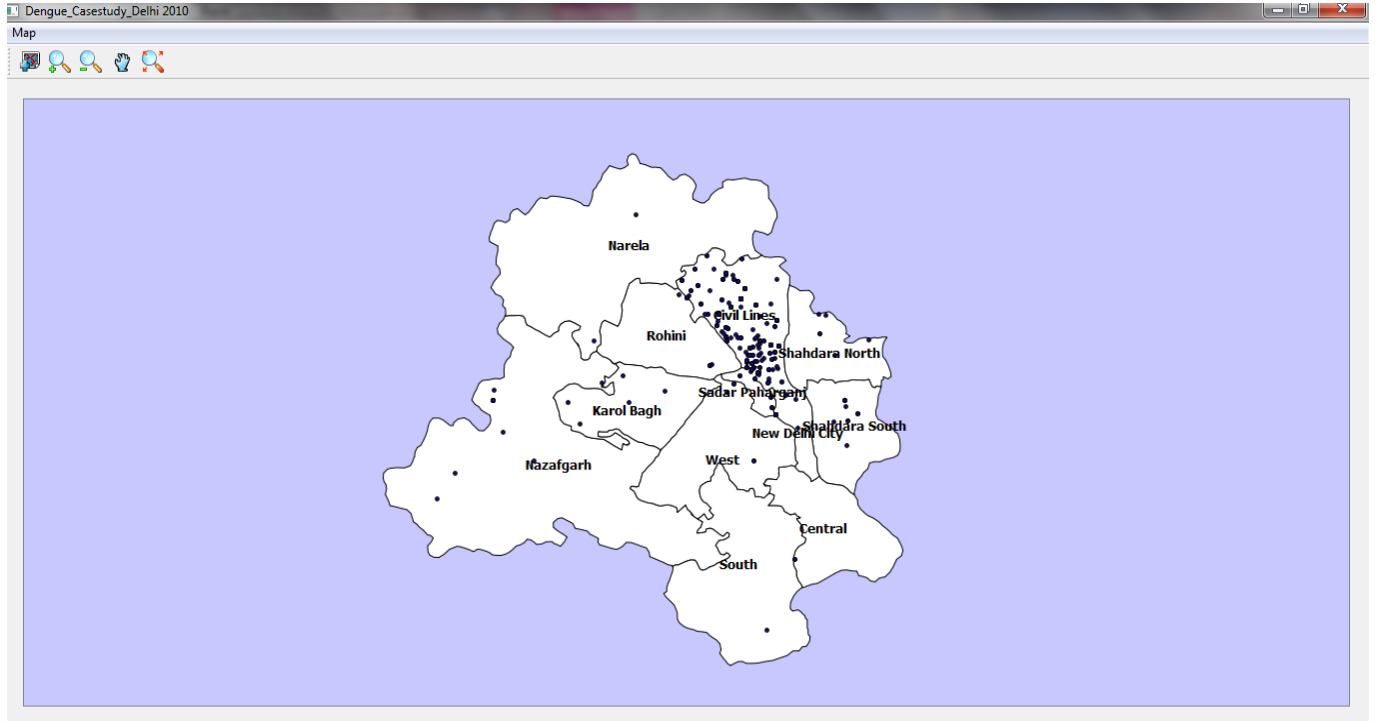 Dengue_Casestudy_Delhi 2010
Map
Narela
Civil Lines
Rohini
Shahdara North
Sadar Paharganj
Karol Bagh
Shahdara South
New Delhi City
West
Nazafgarh
Central
South